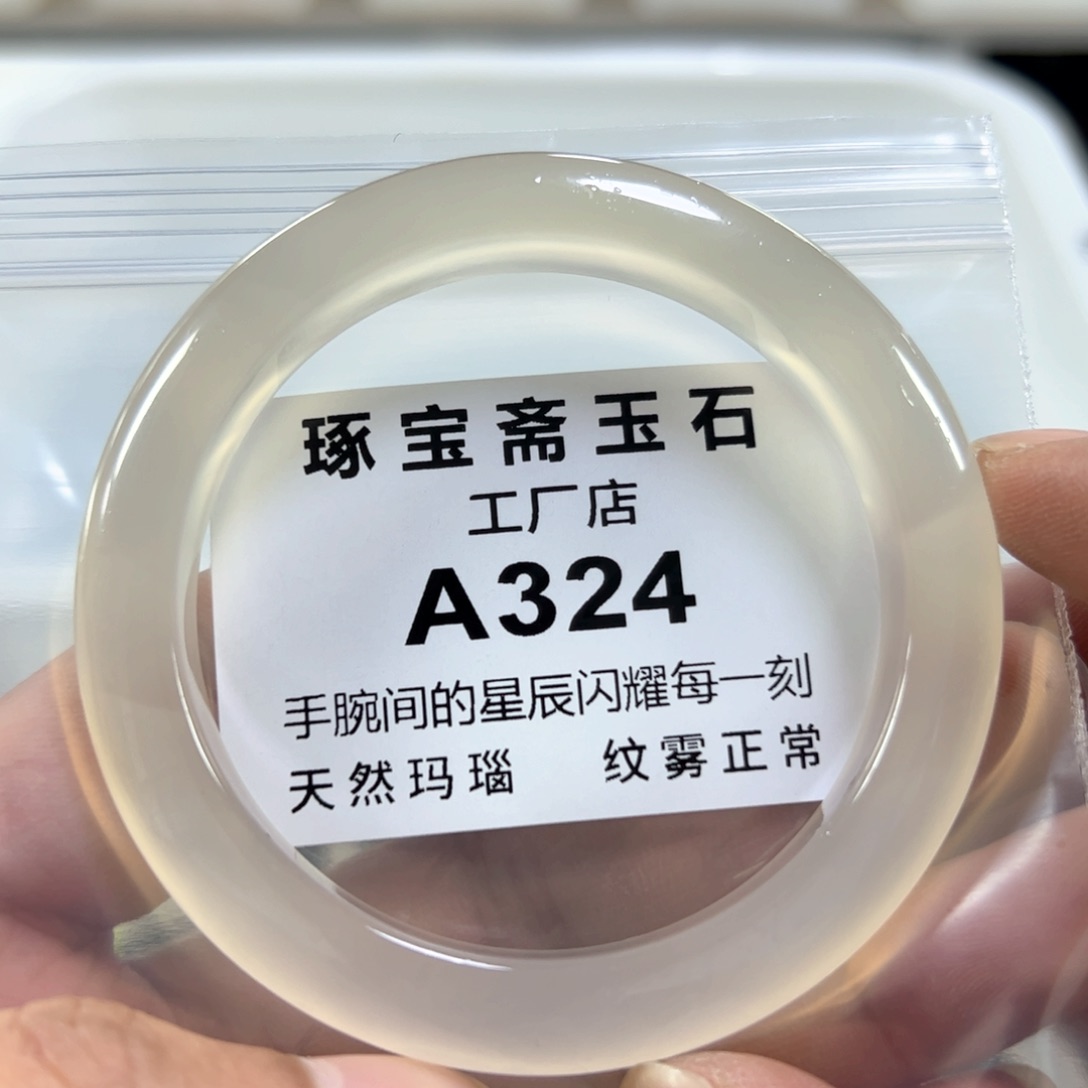 琢宝斋玉石
工厂店
A324
手腕间的星辰闪耀每一刻
天然玛瑙 纹雾正常